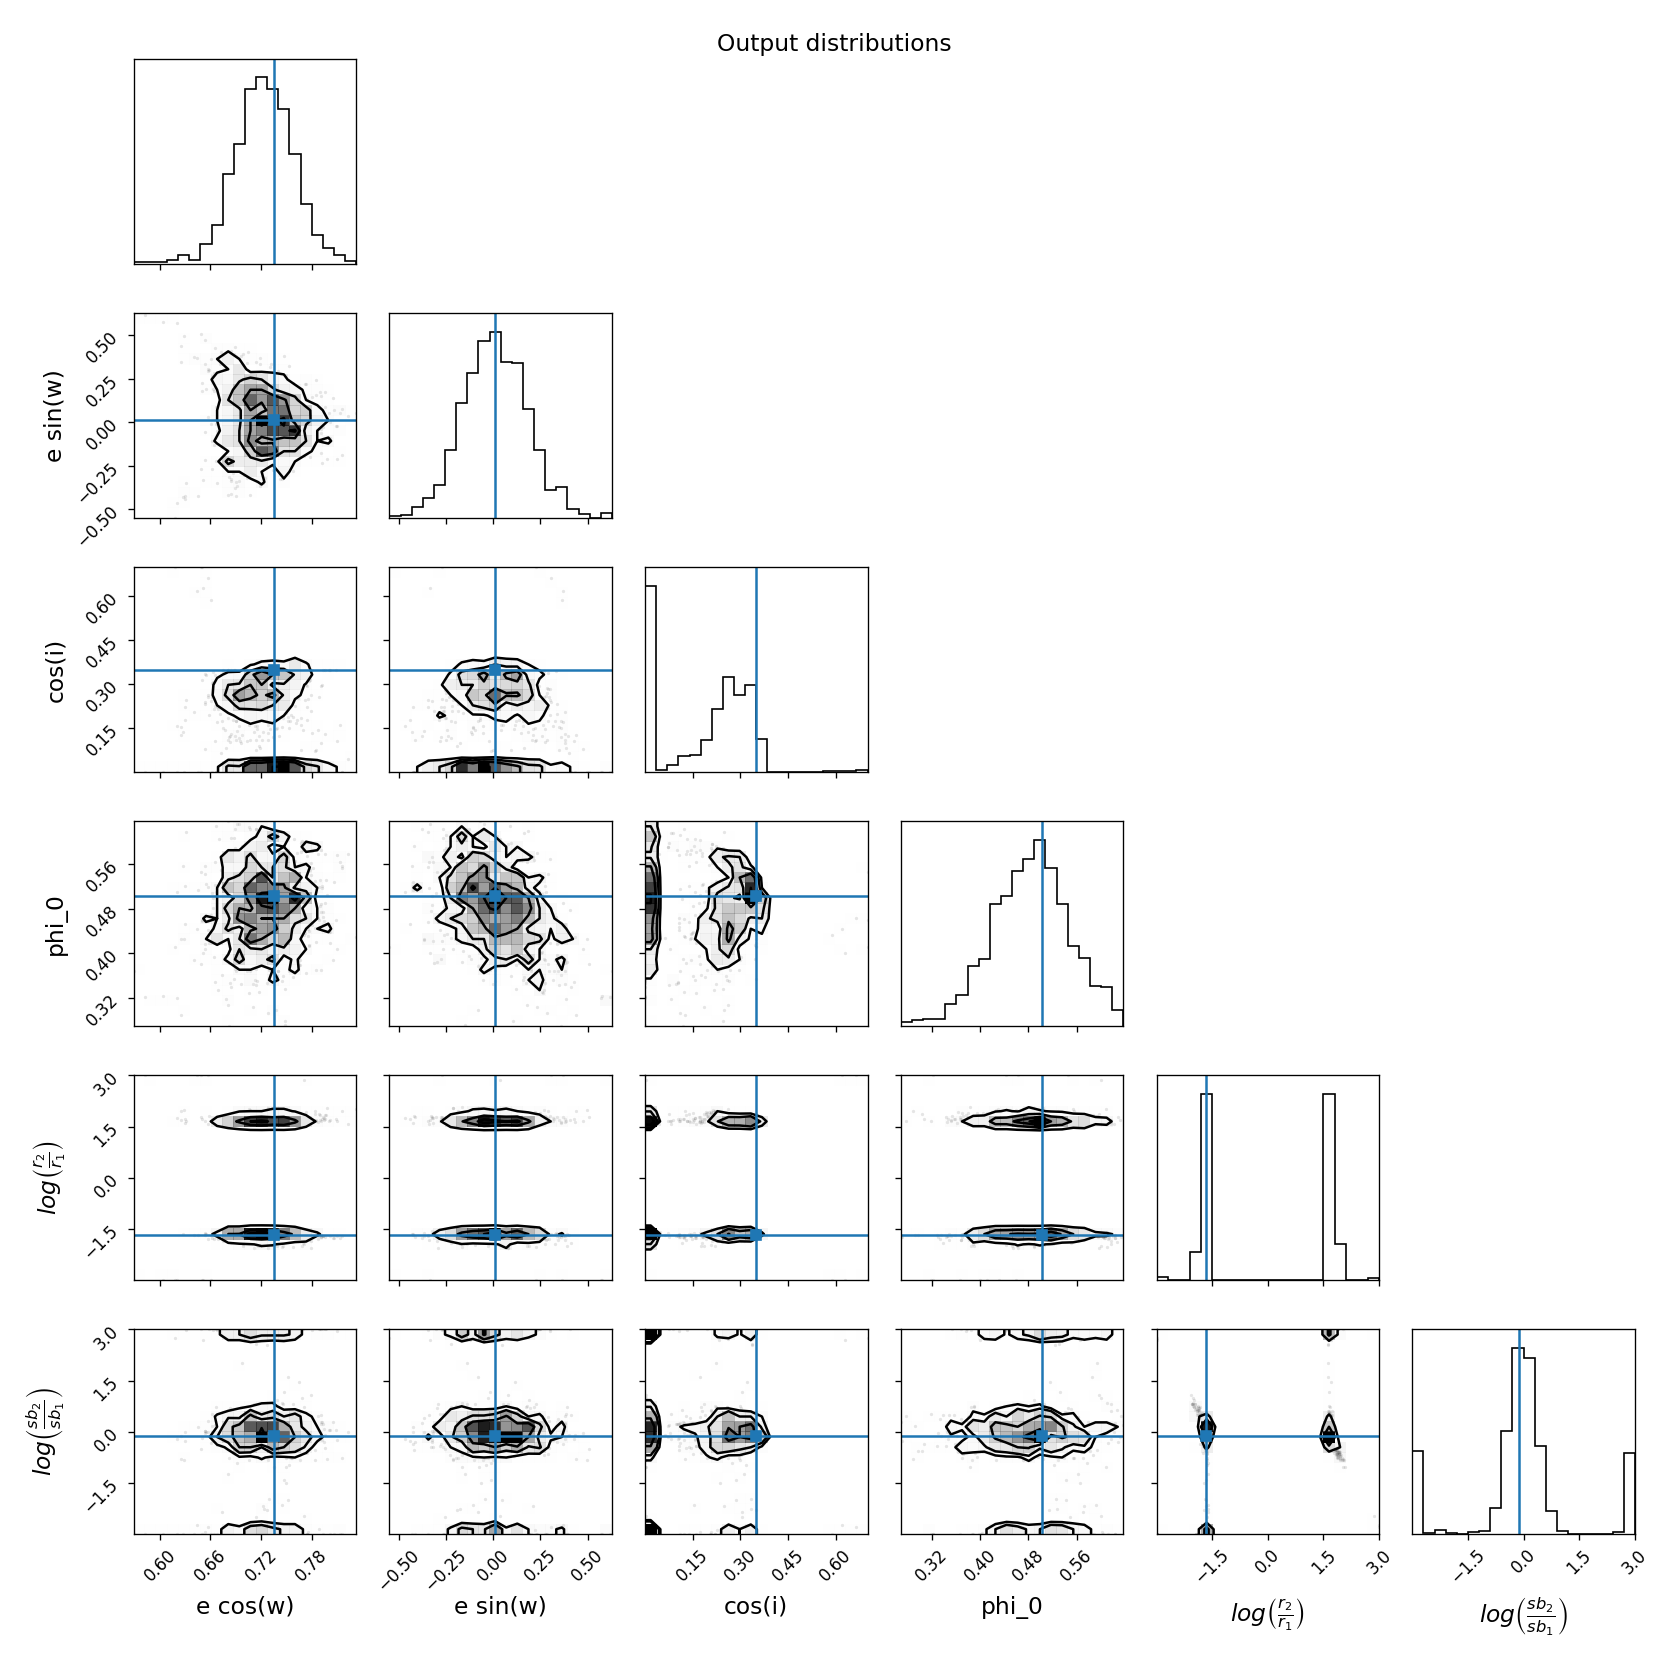 Output distributions
0.50
0.25
0.00
−0.25
−0.50
e sin(w)
0.60
0.45
0.30
0.15
cos(i)
0.56
0.48
0.40
0.32
phi_0
3.0
1.5
0.0
−1.5
log(r2/r1)
3.0
1.5
0.0
−1.5
log(sb2/sb1)
0.60 0.66 0.72 0.78 −0.50 −0.25 0.00 0.25 0.50 0.15 0.30 0.45 0.60 0.32 0.40 0.48 0.56 −1.5 0.0 1.5 3.0 −1.5 0.0 1.5 3.0
e cos(w) e sin(w) cos(i) phi_0 log(r2/r1) log(sb2/sb1)